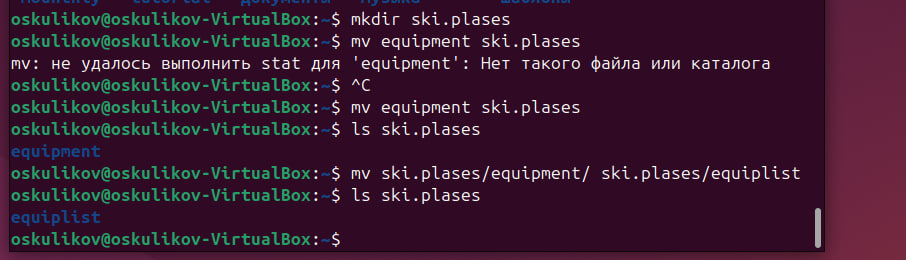 oskulikov@oskulikov-VirtualBox:~$ mkdir ski.plases
oskulikov@oskulikov-VirtualBox:~$ mv equipment ski.plases
mv: не удалось выполнить stat для 'equipment': Нет такого файла или каталога
oskulikov@oskulikov-VirtualBox:~$ ^C
oskulikov@oskulikov-VirtualBox:~$ mv equipment ski.plases
oskulikov@oskulikov-VirtualBox:~$ ls ski.plases
equipment
oskulikov@oskulikov-VirtualBox:~$ mv ski.plases/equipment/ ski.plases/equiplist
oskulikov@oskulikov-VirtualBox:~$ ls ski.plases
equiplist
oskulikov@oskulikov-VirtualBox:~$